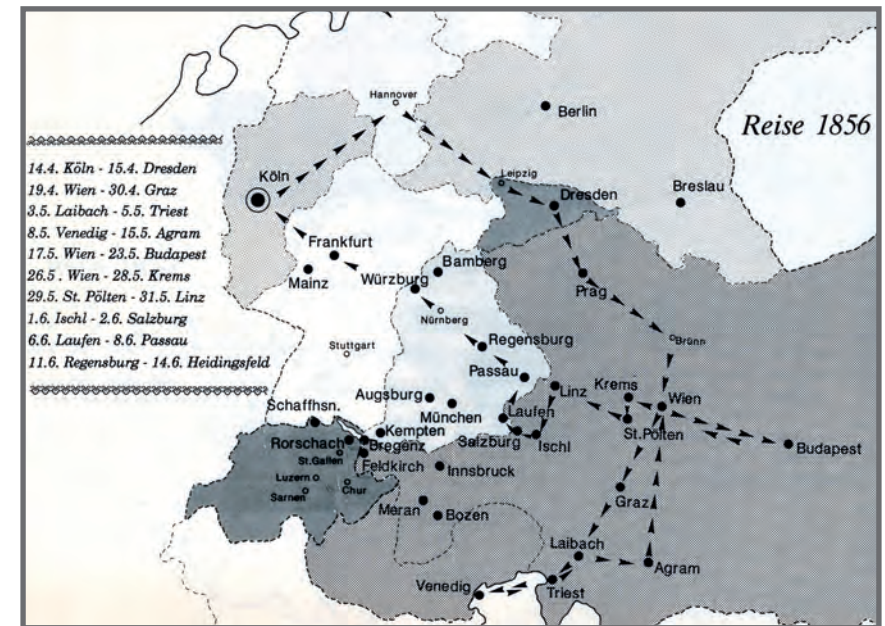 Reise 1856
14.4. Köln - 15.4. Dresden
19.4. Wien - 30.4. Graz
3.5. Laibach - 5.5. Triest
8.5. Venedig - 15.5. Agram
17.5. Wien - 23.5. Budapest
26.5 . Wien - 28.5. Krems
29.5. St. Pölten - 31.5. Linz
1.6. Ischl - 2.6. Salzburg
6.6. Laufen - 8.6. Passau
11.6. Regensburg - 14.6. Heidingsfeld
Hannover
Berlin
Köln
Leipzig
Dresden
Breslau
Frankfurt
Mainz
Würzburg
Bamberg
Prag
Nürnberg
Brünn
Stuttgart
Regensburg
Passau
Linz
Krems
Wien
Augsburg
München
Laufen
St.Pölten
Budapest
Schaffhsn.
Kempten
Salzburg
Ischl
Rorschach
Bregenz
St.Gallen
Feldkirch
Innsbruck
Luzern
Sarnen
Chur
Graz
Meran
Bozen
Laibach
Agram
Venedig
Triest